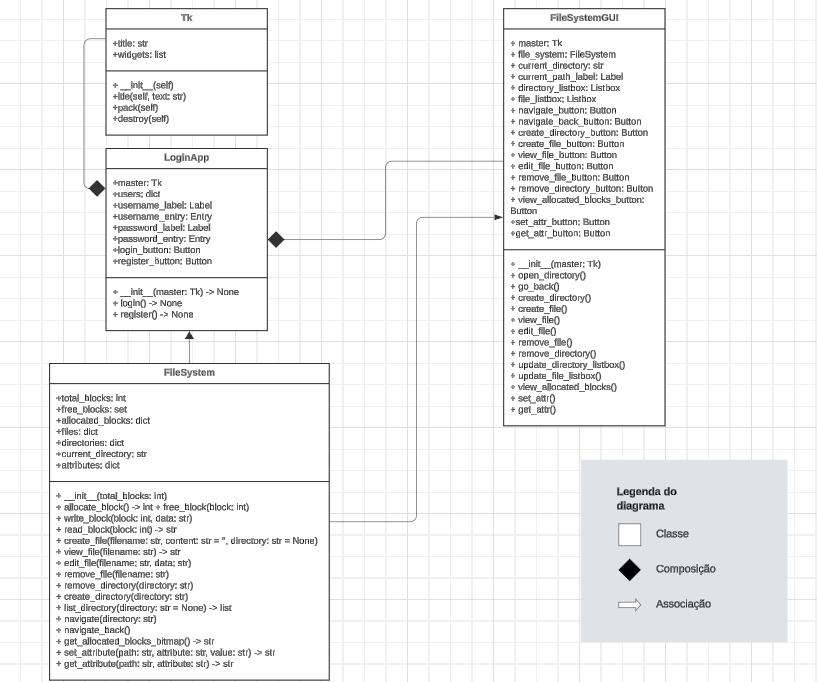 Tk
+title: str
+widgets: list
+ __init__(self)
+itle(self, text: str)
+pack(self)
+destroy(self)
LoginApp
+master: Tk
+users: dict
+username_label: Label
+username_entry: Entry
+password_label: Label
+password_entry: Entry
+login_button: Button
+register_button: Button
+ __init__(master: Tk) -> None
+ login() -> None
+ register() -> None
FileSystem
+total_blocks: int
+free_blocks: set
+allocated_blocks: dict
+files: dict
+directories: dict
+current_directory: str
+attributes: dict
+ __init__(total_blocks: int)
+ allocate_block() -> int + free_block(block: int)
+ write_block(block: int, data: str)
+ read_block(block: int) -> str
+ create_file(filename: str, content: str = '', directory: str = None)
+ view_file(filename: str) -> str
+ edit_file(filename: str, data: str)
+ remove_file(filename: str)
+ remove_directory(directory: str)
+ create_directory(directory: str)
+ list_directory(directory: str = None) -> list
+ navigate(directory: str)
+ navigate_back()
+ get_allocated_blocks_bitmap() -> str
+ set_attribute(path: str, attribute: str, value: str) -> str
+ get_attribute(path: str, attribute: str) -> str
FileSystemGUI
+ master: Tk
+ file_system: FileSystem
+ current_directory: str
+ current_path_label: Label
+ directory_listbox: Listbox
+ file_listbox: Listbox
+ navigate_button: Button
+ navigate_back_button: Button
+ create_directory_button: Button
+ create_file_button: Button
+ view_file_button: Button
+ edit_file_button: Button
+ remove_file_button: Button
+ remove_directory_button: Button
+ view_allocated_blocks_button:
Button
+set_attr_button: Button
+get_attr_button: Button
+ __init__(master: Tk)
+ open_directory()
+ go_back()
+ create_directory()
+ create_file()
+ view_file()
+ edit_file()
+ remove_file()
+ remove_directory()
+ update_directory_listbox()
+ update_file_listbox()
+ view_allocated_blocks()
+ set_attr()
+ get_attr()
Legenda do
diagrama
Classe
Composição
Associação